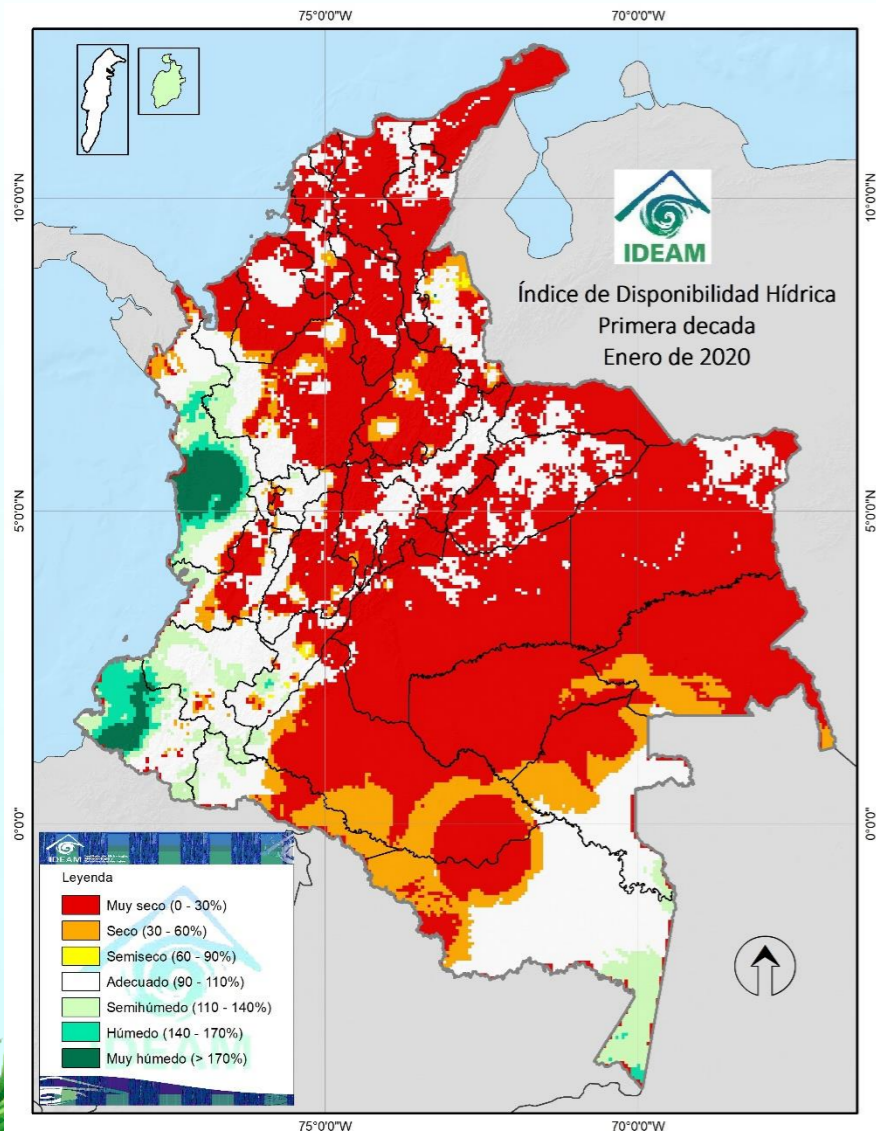 75°0'0"W
70°0'0"W
10°0'0"N
10°0'0"N
IDEAM
Índice de Disponibilidad Hídrica
Primera decada
Enero de 2020
5°0'0"N
5°0'0"N
0°0'0"
0°0'0"
IDEAM
Leyenda
Muy seco (0 - 30%)
Seco (30 - 60%)
Semiseco (60 - 90%)
Adecuado (90 - 110%)
Semihúmedo (110 - 140%)
Húmedo (140 - 170%)
Muy húmedo (> 170%)
IDEAM
75°0'0"W
70°0'0"W